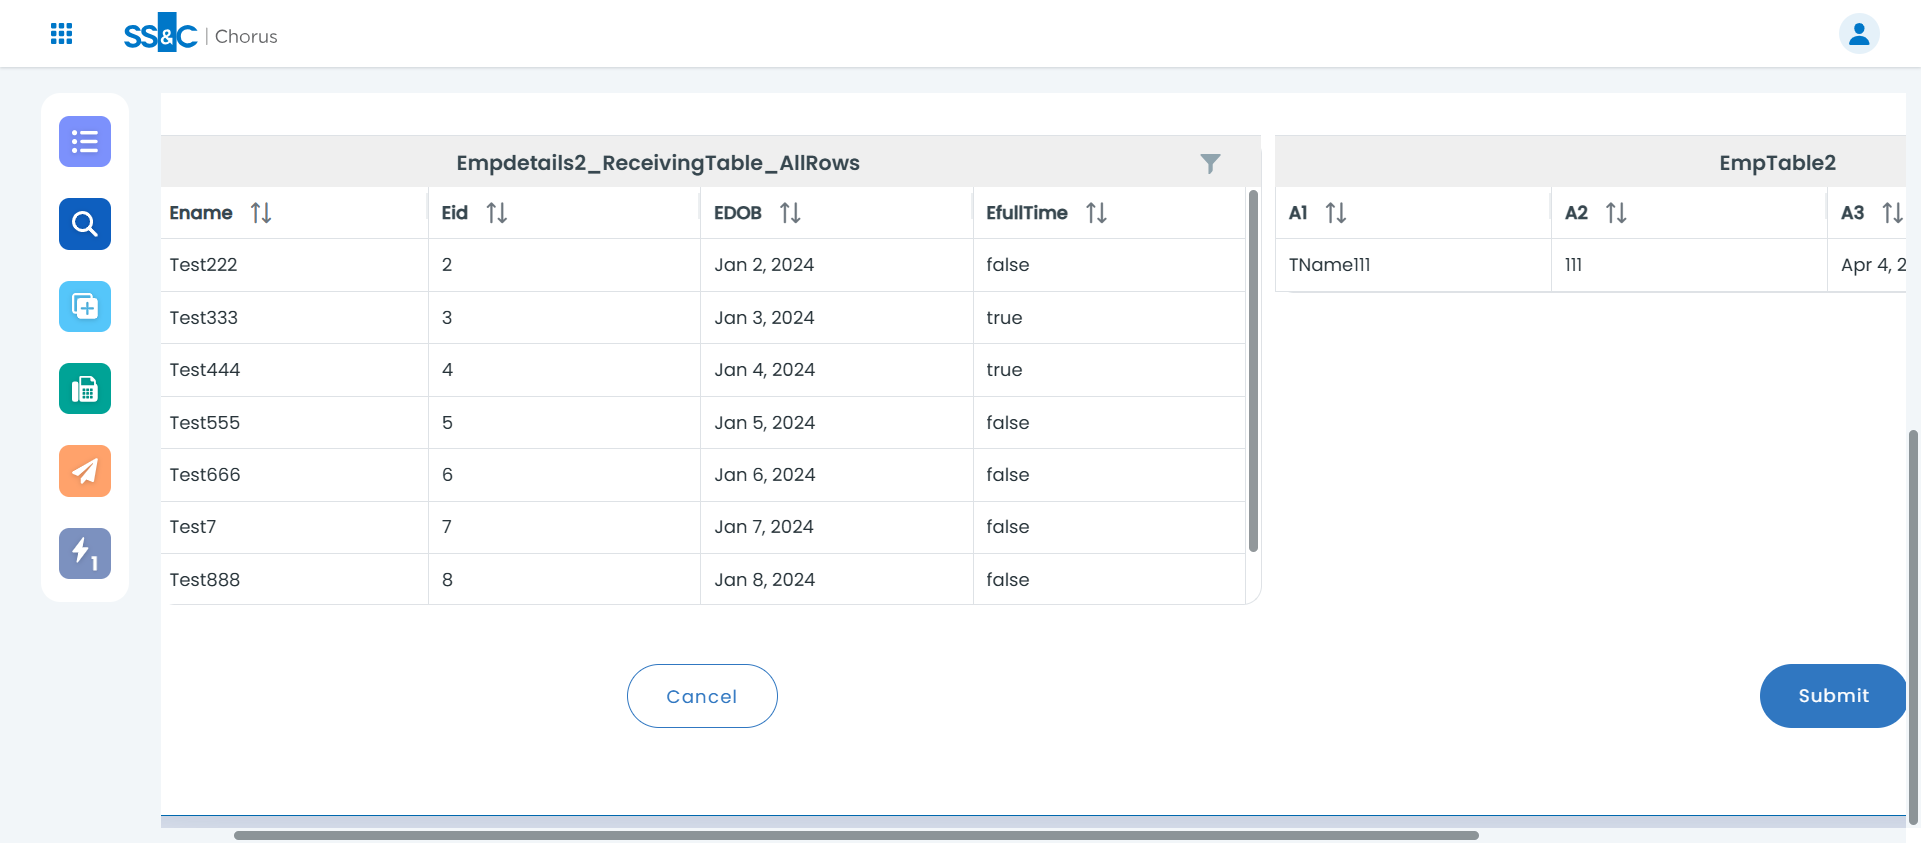 SS&C | Chorus
Empdetails2_ReceivingTable_AllRows
Ename Eid EDOB EfullTime
Test222 2 Jan 2, 2024 false
Test333 3 Jan 3, 2024 true
Test444 4 Jan 4, 2024 true
Test555 5 Jan 5, 2024 false
Test666 6 Jan 6, 2024 false
Test7 7 Jan 7, 2024 false
Test888 8 Jan 8, 2024 false
EmpTable2
A1 A2 A3
TName111 111 Apr 4, 2
1
Cancel
Submit